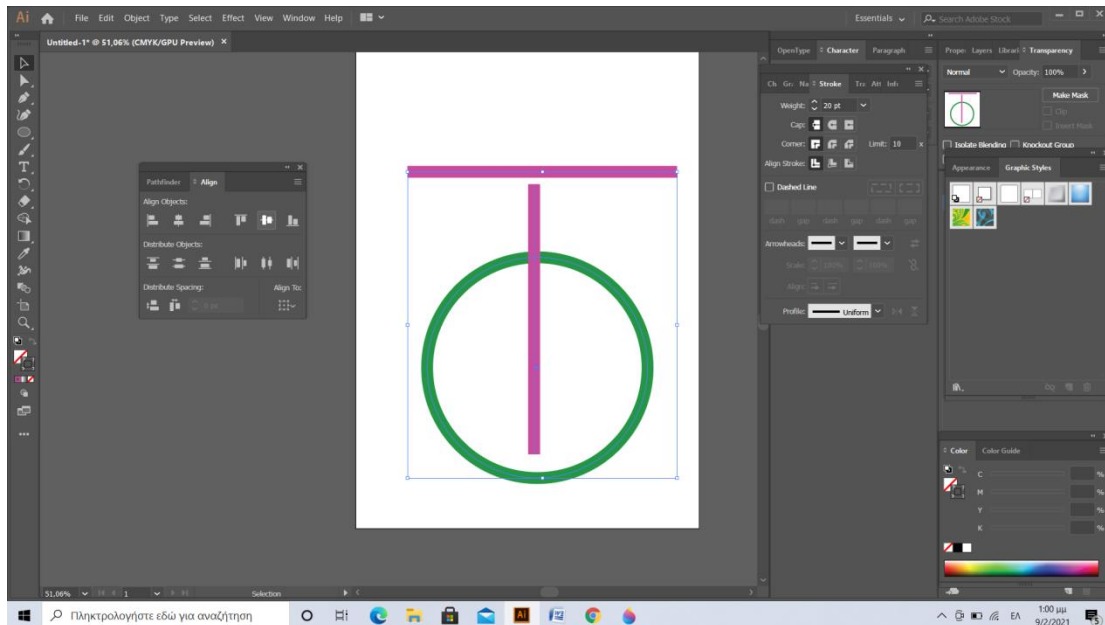 Ai File Edit Object Type Select Effect View Window Help Essentials Search Adobe Stock
Untitled-1* @ 51,06% (CMYK/GPU Preview) ×
OpenType Character Paragraph
Layers Transparency
Normal Opacity: 100%
Make Mask
Clip
Invert Mask
Isolate Blending Knockout Group
Stroke
Weight: 20 pt
Cap:
Corner: Limit: 10 x
Align Stroke:
Dashed Line
dash gap dash gap dash gap
Arrowheads:
Scale: 100% 100%
Align:
Profile: Uniform
Pathfinder Align
Align Objects:
Distribute Objects:
Distribute Spacing: Align To:
Appearance Graphic Styles
Color Color Guide
C %
M %
Y %
K %
51,06% 1 Selection
Πληκτρολογήστε εδώ για αναζήτηση
Ai
ΕΛ
1:00 μμ
9/2/2021